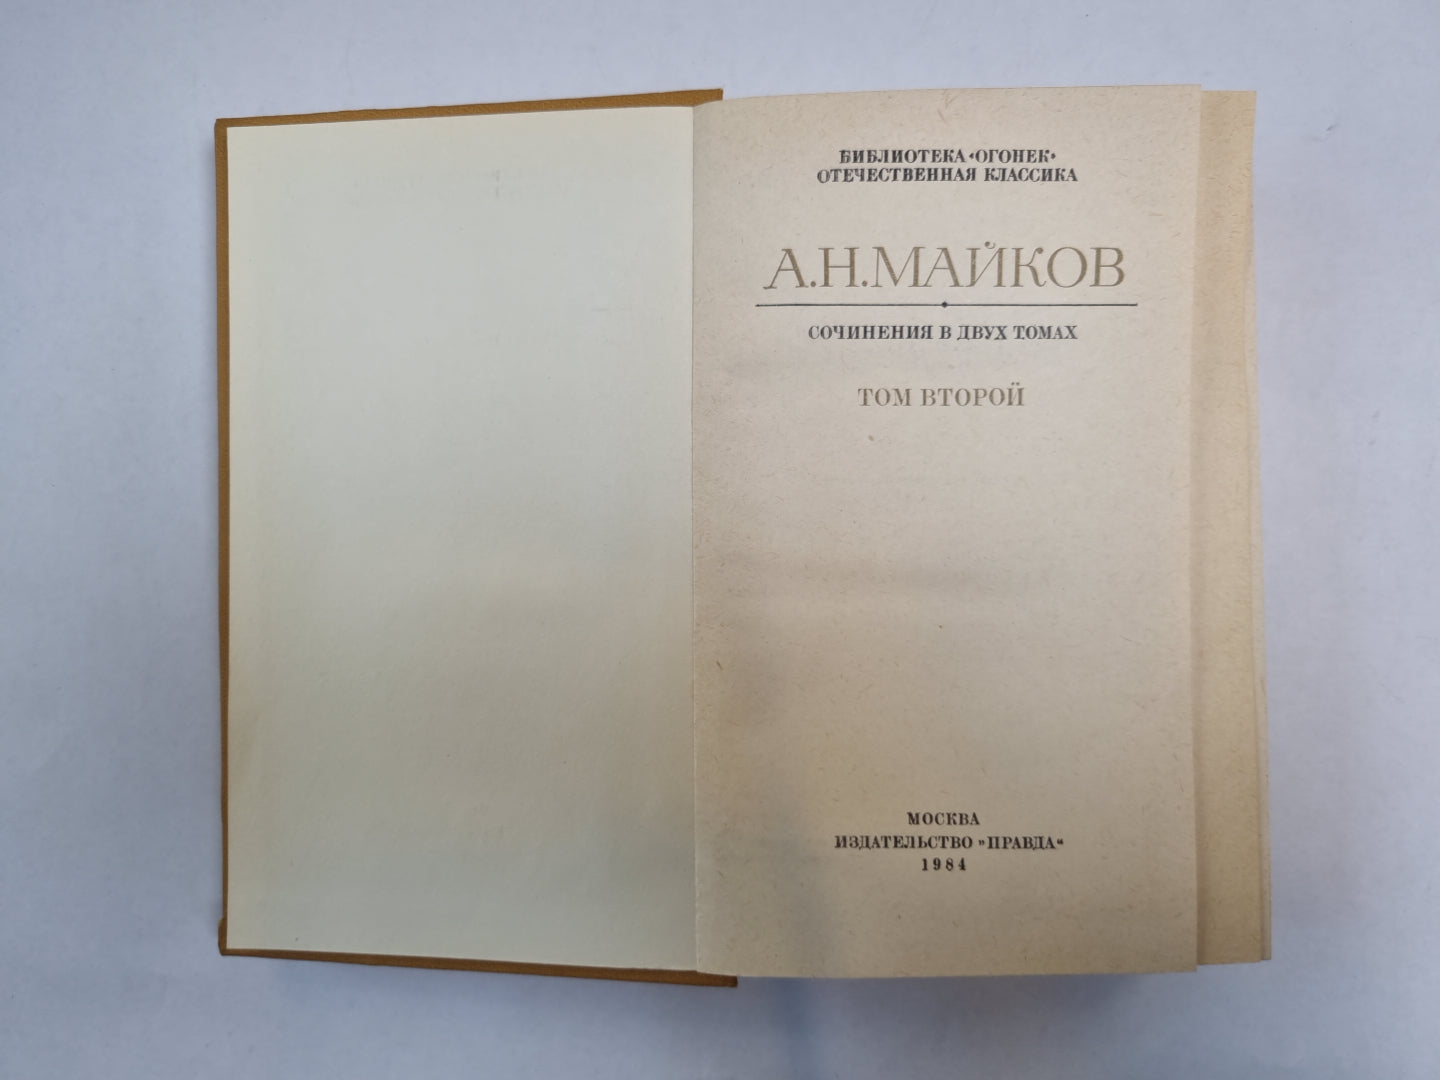 БИБЛИОТЕКА «ОГОНЕК»
ОТЕЧЕСТВЕННАЯ КЛАССИКА
А.Н.МАЙКОВ
СОЧИНЕНИЯ В ДВУХ ТОМАХ
ТОМ ВТОРОЙ
МОСКВА
ИЗДАТЕЛЬСТВО »ПРАВДА“
1984